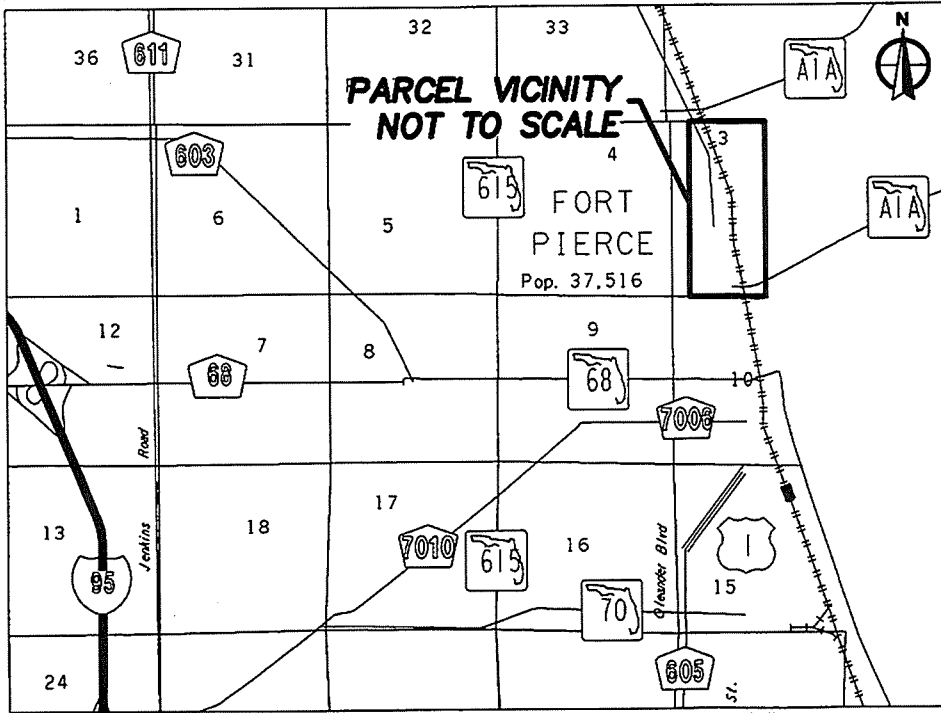 36
611
31
32
33
N
A1A
PARCEL VICINITY
NOT TO SCALE
3
4
603
615
1
6
5
FORT
PIERCE
Pop. 37,516
A1A
12
7
8
9
68
68
10
7006
Jenkins Road
13
18
17
7010
615
16
Oleander Blvd
1
15
95
70
24
605
St.